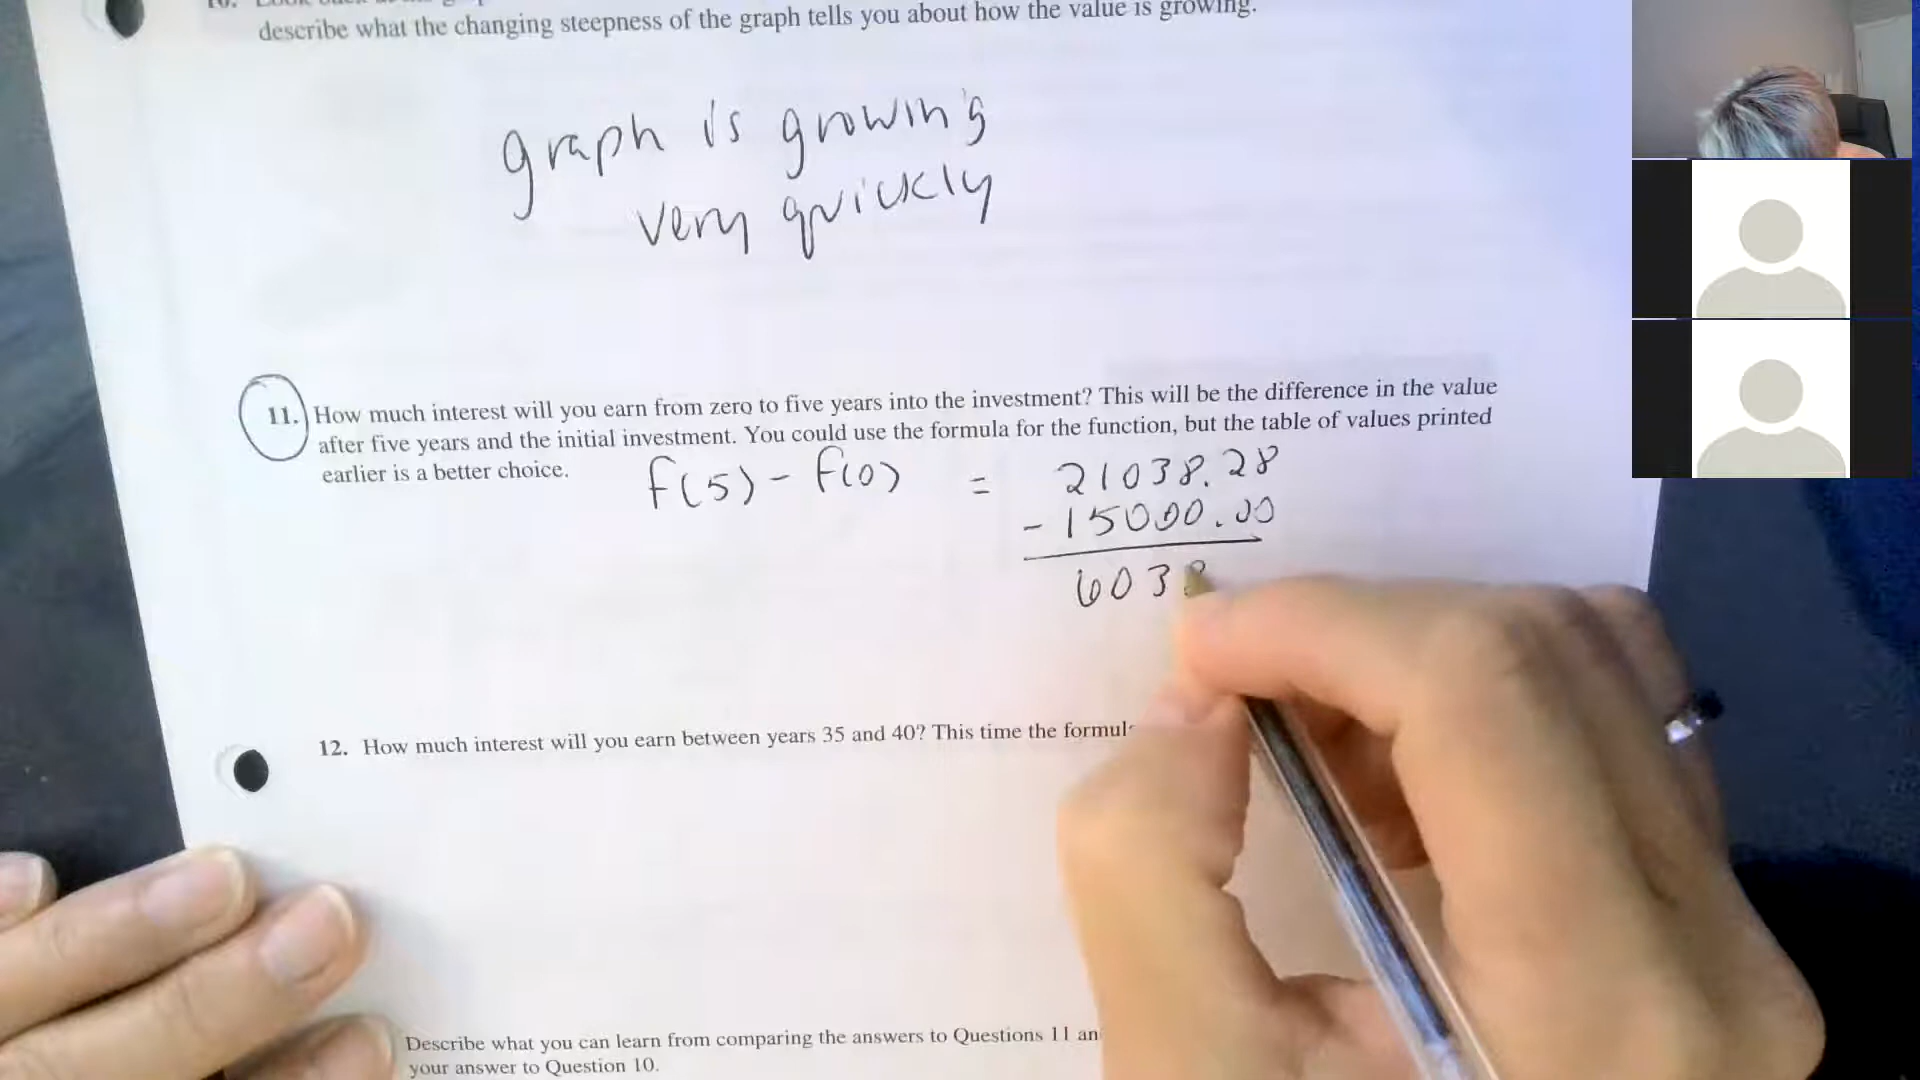 describe what the changing steepness of the graph tells you about how the value is growing.
graph is growing
very quickly
11. How much interest will you earn from zero to five years into the investment? This will be the difference in the value
after five years and the initial investment. You could use the formula for the function, but the table of values printed
earlier is a better choice.
f(5) - f(0) = 21038.28
- 15000.00
6038
12. How much interest will you earn between years 35 and 40? This time the
Describe what you can learn from comparing the answers to Questions 11
your answer to Question 10.